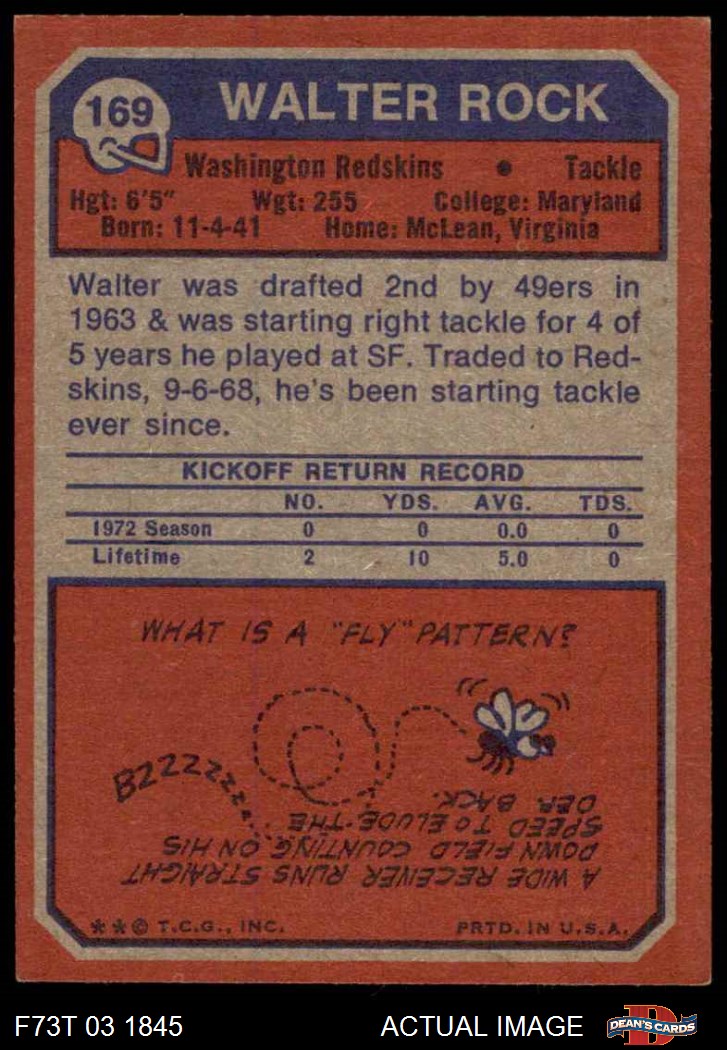 169
WALTER ROCK
Washington Redskins • Tackle
Hgt: 6'5" Wgt: 255 College: Maryland
Born: 11-4-41 Home: McLean, Virginia
Walter was drafted 2nd by 49ers in
1963 & was starting right tackle for 4 of
5 years he played at SF. Traded to Red-
skins, 9-6-68, he's been starting tackle
ever since.
KICKOFF RETURN RECORD
NO. YDS. AVG. TDS.
1972 Season 0 0 0.0 0
Lifetime 2 10 5.0 0
WHAT IS A "FLY" PATTERN?
BZZZZZZZ
A WIDE RECEIVER RUNS STRAIGHT
DOWN FIELD COUNTING ON HIS
SPEED TO ELUDE THE
DEF. BACK.
**© T.C.G., INC. PRTD. IN U.S.A.
F73T 03 1845 ACTUAL IMAGE D DEAN'S CARDS